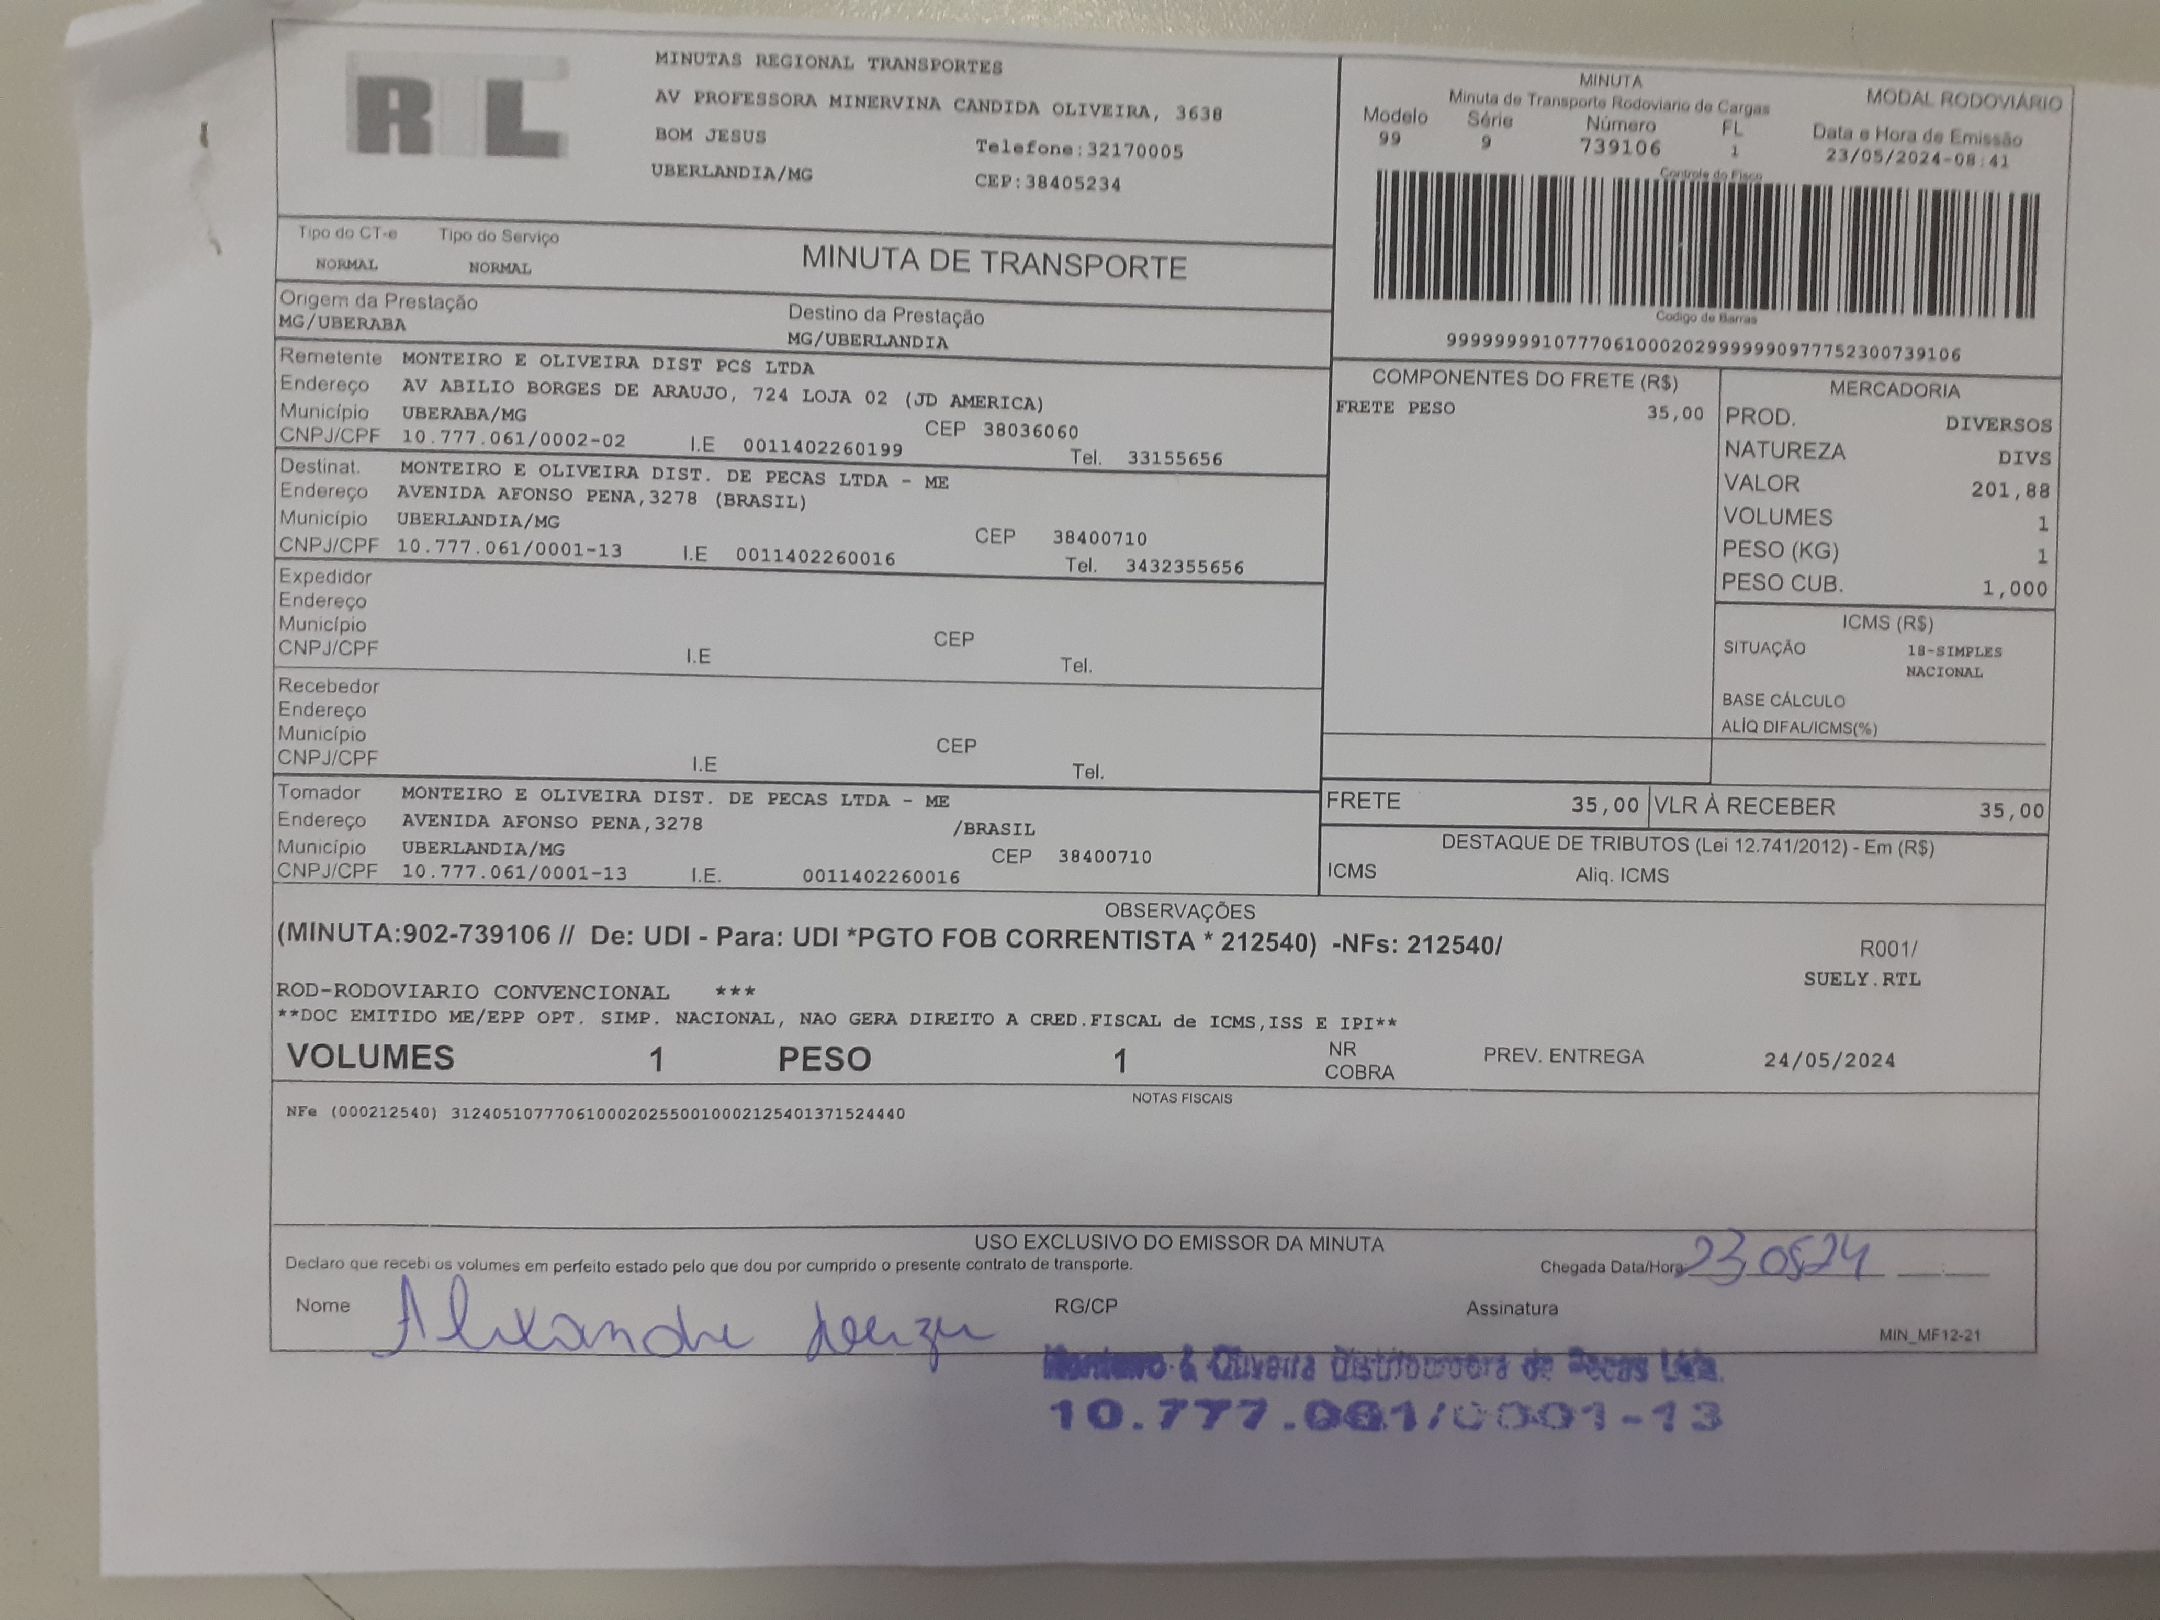 RTL
MINUTAS REGIONAL TRANSPORTES
AV PROFESSORA MINERVINA CANDIDA OLIVEIRA, 3638
BOM JESUS Telefone:32170005
UBERLANDIA/MG CEP:38405234
MINUTA MODAL RODOVIÁRIO
Minuta de Transporte Rodoviario de Cargas
Modelo Série Número FL Data e Hora de Emissão
99 9 739106 1 23/05/2024-08:41
Controle do Fisco
Codigo de Barras
99999999107770610002029999990977752300739106
Tipo do CT-e Tipo do Serviço
NORMAL NORMAL
MINUTA DE TRANSPORTE
Origem da Prestação Destino da Prestação
MG/UBERABA MG/UBERLANDIA
Remetente MONTEIRO E OLIVEIRA DIST PCS LTDA
Endereço AV ABILIO BORGES DE ARAUJO, 724 LOJA 02 (JD AMERICA)
Município UBERABA/MG CEP 38036060
CNPJ/CPF 10.777.061/0002-02 I.E 0011402260199 Tel. 33155656
Destinat. MONTEIRO E OLIVEIRA DIST. DE PECAS LTDA - ME
Endereço AVENIDA AFONSO PENA,3278 (BRASIL)
Município UBERLANDIA/MG CEP 38400710
CNPJ/CPF 10.777.061/0001-13 I.E 0011402260016 Tel. 3432355656
Expedidor
Endereço
Município CEP
CNPJ/CPF I.E Tel.
Recebedor
Endereço
Município CEP
CNPJ/CPF I.E Tel.
Tomador MONTEIRO E OLIVEIRA DIST. DE PECAS LTDA - ME
Endereço AVENIDA AFONSO PENA,3278 /BRASIL
Município UBERLANDIA/MG CEP 38400710
CNPJ/CPF 10.777.061/0001-13 I.E. 0011402260016
COMPONENTES DO FRETE (R$)
FRETE PESO 35,00
MERCADORIA
PROD. DIVERSOS
NATUREZA DIVS
VALOR 201,88
VOLUMES 1
PESO (KG) 1
PESO CUB. 1,000
ICMS (R$)
SITUAÇÃO 18-SIMPLES
NACIONAL
BASE CÁLCULO
ALÍQ DIFAL/ICMS(%)
FRETE 35,00 VLR À RECEBER 35,00
DESTAQUE DE TRIBUTOS (Lei 12.741/2012) - Em (R$)
ICMS Aliq. ICMS
OBSERVAÇÕES
(MINUTA:902-739106 // De: UDI - Para: UDI *PGTO FOB CORRENTISTA * 212540) -NFs: 212540/ R001/
SUELY.RTL
ROD-RODOVIARIO CONVENCIONAL ***
**DOC EMITIDO ME/EPP OPT. SIMP. NACIONAL, NAO GERA DIREITO A CRED.FISCAL de ICMS,ISS E IPI**
VOLUMES 1 PESO 1 NR COBRA PREV. ENTREGA 24/05/2024
NOTAS FISCAIS
NFe (000212540) 31240510777061000202550010002125401371524440
USO EXCLUSIVO DO EMISSOR DA MINUTA
Declaro que recebi os volumes em perfeito estado pelo que dou por cumprido o presente contrato de transporte. Chegada Data/Hora 23 05 24 __:__
Nome Alexandre RG/CP Assinatura
MIN_MF12-21
Monteiro & Oliveira Distribuidora de Pecas Ltda.
10.777.061/0001-13